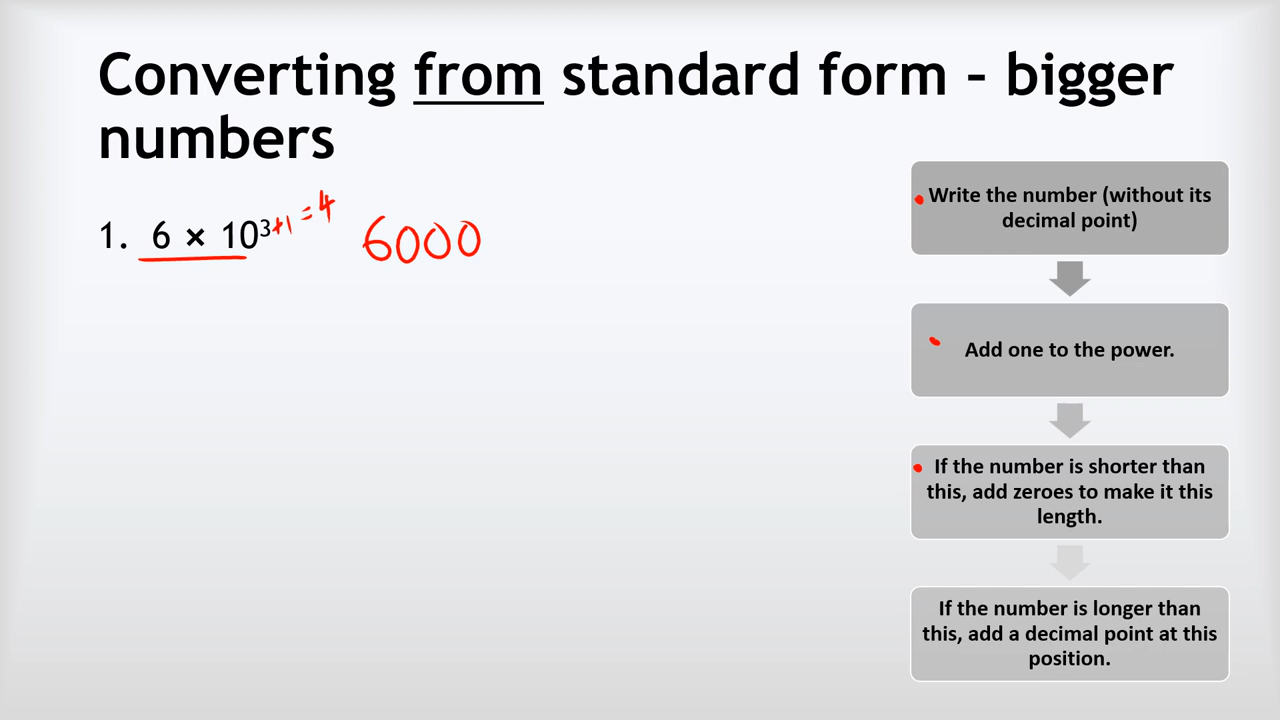 Converting from standard form – bigger
numbers
1. 6 × 10³⁺¹ ⁼ ⁴ 6000
Write the number (without its
decimal point)
Add one to the power.
If the number is shorter than
this, add zeroes to make it this
length.
If the number is longer than
this, add a decimal point at this
position.